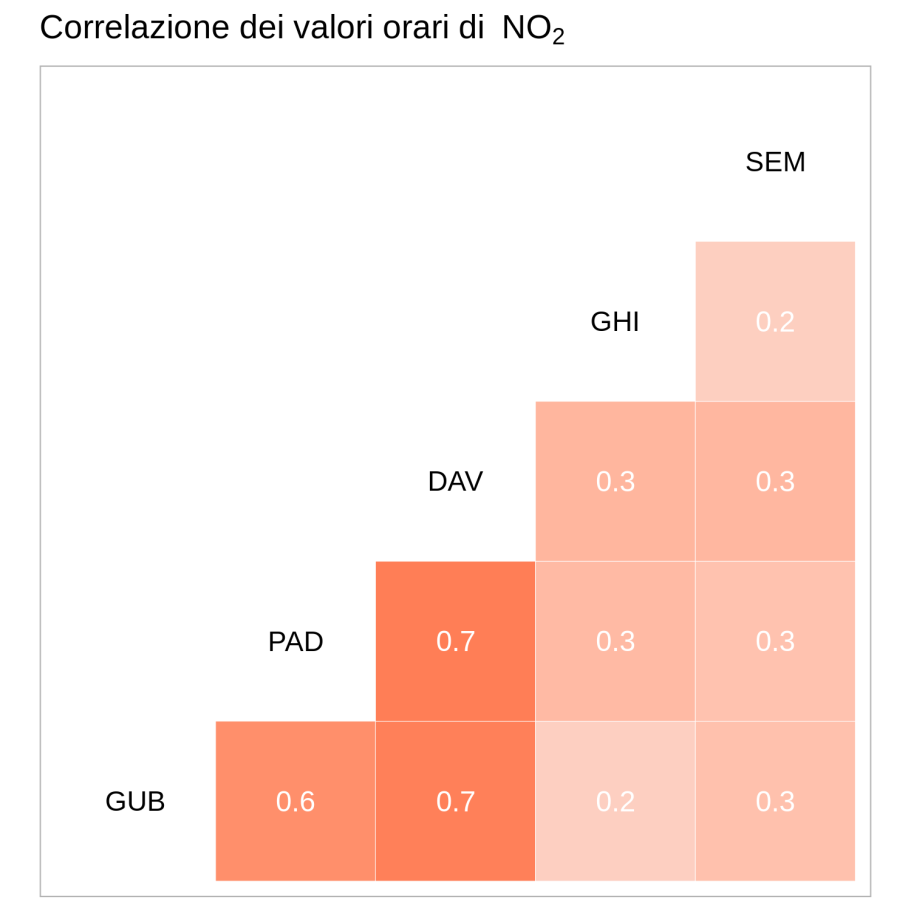 Correlazione dei valori orari di NO₂
SEM
GHI 0.2
DAV 0.3 0.3
PAD 0.7 0.3 0.3
GUB 0.6 0.7 0.2 0.3